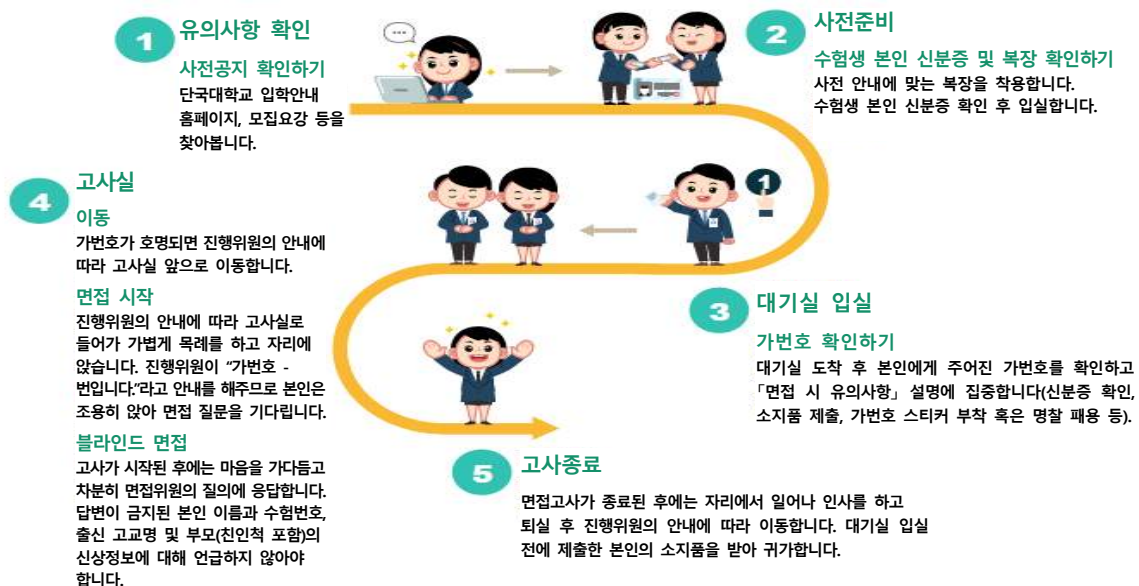 1
유의사항 확인
사전공지 확인하기
단국대학교 입학안내
홈페이지, 모집요강 등을
찾아봅니다.
2
사전준비
수험생 본인 신분증 및 복장 확인하기
사전 안내에 맞는 복장을 착용합니다.
수험생 본인 신분증 확인 후 입실합니다.
1
3
대기실 입실
가번호 확인하기
대기실 도착 후 본인에게 주어진 가번호를 확인하고
「면접 시 유의사항」 설명에 집중합니다(신분증 확인,
소지품 제출, 가번호 스티커 부착 혹은 명찰 패용 등).
4
고사실
이동
가번호가 호명되면 진행위원의 안내에
따라 고사실 앞으로 이동합니다.
면접 시작
진행위원의 안내에 따라 고사실로
들어가 가볍게 목례를 하고 자리에
앉습니다. 진행위원이 “가번호 -
번입니다.”라고 안내를 해주므로 본인은
조용히 앉아 면접 질문을 기다립니다.
블라인드 면접
고사가 시작된 후에는 마음을 가다듬고
차분히 면접위원의 질의에 응답합니다.
답변이 금지된 본인 이름과 수험번호,
출신 고교명 및 부모(친인척 포함)의
신상정보에 대해 언급하지 않아야
합니다.
5
고사종료
면접고사가 종료된 후에는 자리에서 일어나 인사를 하고
퇴실 후 진행위원의 안내에 따라 이동합니다. 대기실 입실
전에 제출한 본인의 소지품을 받아 귀가합니다.